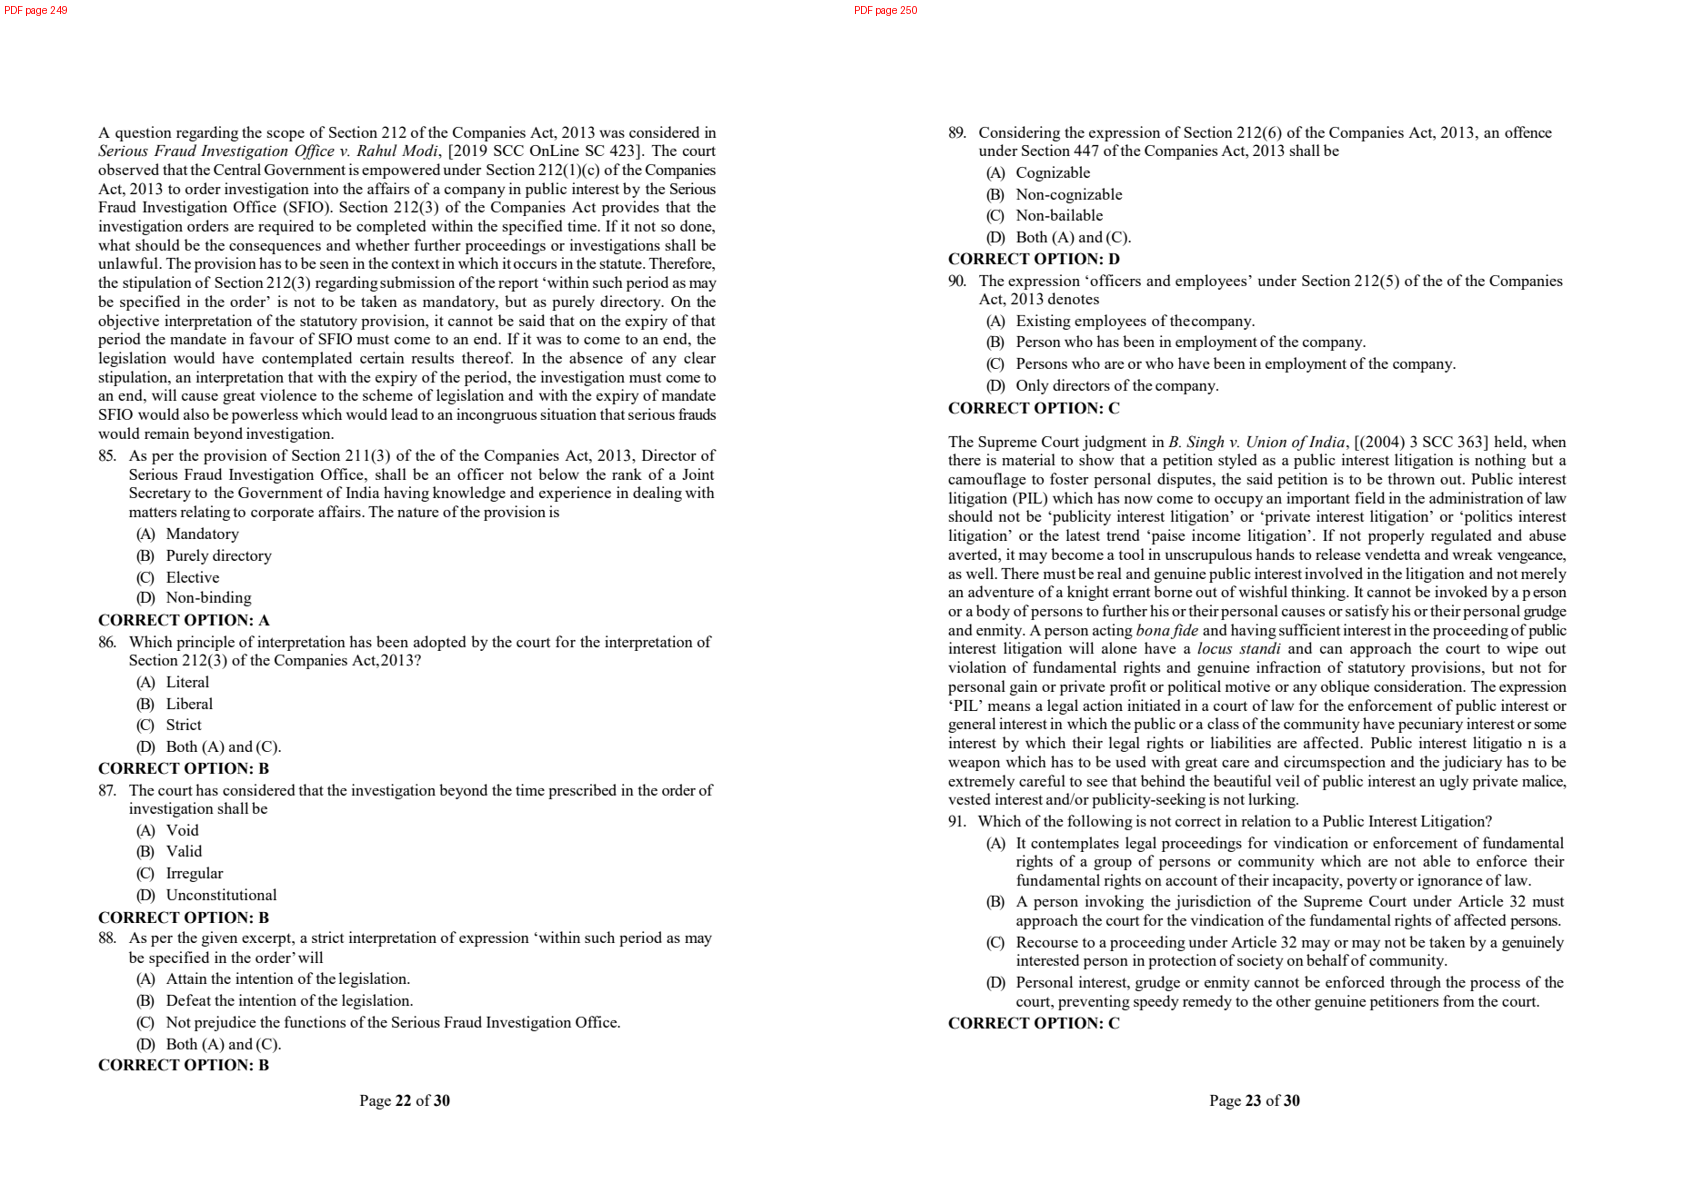 PDF page 249
A question regarding the scope of Section 212 of the Companies Act, 2013 was considered in
Serious Fraud Investigation Office v. Rahul Modi, [2019 SCC OnLine SC 423]. The court
observed that the Central Government is empowered under Section 212(1)(c) of the Companies
Act, 2013 to order investigation into the affairs of a company in public interest by the Serious
Fraud Investigation Office (SFIO). Section 212(3) of the Companies Act provides that the
investigation orders are required to be completed within the specified time. If it not so done,
what should be the consequences and whether further proceedings or investigations shall be
unlawful. The provision has to be seen in the context in which it occurs in the statute. Therefore,
the stipulation of Section 212(3) regarding submission of the report ‘within such period as may
be specified in the order’ is not to be taken as mandatory, but as purely directory. On the
objective interpretation of the statutory provision, it cannot be said that on the expiry of that
period the mandate in favour of SFIO must come to an end. If it was to come to an end, the
legislation would have contemplated certain results thereof. In the absence of any clear
stipulation, an interpretation that with the expiry of the period, the investigation must come to
an end, will cause great violence to the scheme of legislation and with the expiry of mandate
SFIO would also be powerless which would lead to an incongruous situation that serious frauds
would remain beyond investigation.
85. As per the provision of Section 211(3) of the of the Companies Act, 2013, Director of
Serious Fraud Investigation Office, shall be an officer not below the rank of a Joint
Secretary to the Government of India having knowledge and experience in dealing with
matters relating to corporate affairs. The nature of the provision is
(A) Mandatory
(B) Purely directory
(C) Elective
(D) Non-binding
CORRECT OPTION: A
86. Which principle of interpretation has been adopted by the court for the interpretation of
Section 212(3) of the Companies Act,2013?
(A) Literal
(B) Liberal
(C) Strict
(D) Both (A) and (C).
CORRECT OPTION: B
87. The court has considered that the investigation beyond the time prescribed in the order of
investigation shall be
(A) Void
(B) Valid
(C) Irregular
(D) Unconstitutional
CORRECT OPTION: B
88. As per the given excerpt, a strict interpretation of expression ‘within such period as may
be specified in the order’ will
(A) Attain the intention of the legislation.
(B) Defeat the intention of the legislation.
(C) Not prejudice the functions of the Serious Fraud Investigation Office.
(D) Both (A) and (C).
CORRECT OPTION: B
Page 22 of 30
PDF page 250
89. Considering the expression of Section 212(6) of the Companies Act, 2013, an offence
under Section 447 of the Companies Act, 2013 shall be
(A) Cognizable
(B) Non-cognizable
(C) Non-bailable
(D) Both (A) and (C).
CORRECT OPTION: D
90. The expression ‘officers and employees’ under Section 212(5) of the of the Companies
Act, 2013 denotes
(A) Existing employees of the company.
(B) Person who has been in employment of the company.
(C) Persons who are or who have been in employment of the company.
(D) Only directors of the company.
CORRECT OPTION: C
The Supreme Court judgment in B. Singh v. Union of India, [(2004) 3 SCC 363] held, when
there is material to show that a petition styled as a public interest litigation is nothing but a
camouflage to foster personal disputes, the said petition is to be thrown out. Public interest
litigation (PIL) which has now come to occupy an important field in the administration of law
should not be ‘publicity interest litigation’ or ‘private interest litigation’ or ‘politics interest
litigation’ or the latest trend ‘paise income litigation’. If not properly regulated and abuse
averted, it may become a tool in unscrupulous hands to release vendetta and wreak vengeance,
as well. There must be real and genuine public interest involved in the litigation and not merely
an adventure of a knight errant borne out of wishful thinking. It cannot be invoked by a p erson
or a body of persons to further his or their personal causes or satisfy his or their personal grudge
and enmity. A person acting bona fide and having sufficient interest in the proceeding of public
interest litigation will alone have a locus standi and can approach the court to wipe out
violation of fundamental rights and genuine infraction of statutory provisions, but not for
personal gain or private profit or political motive or any oblique consideration. The expression
‘PIL’ means a legal action initiated in a court of law for the enforcement of public interest or
general interest in which the public or a class of the community have pecuniary interest or some
interest by which their legal rights or liabilities are affected. Public interest litigatio n is a
weapon which has to be used with great care and circumspection and the judiciary has to be
extremely careful to see that behind the beautiful veil of public interest an ugly private malice,
vested interest and/or publicity-seeking is not lurking.
91. Which of the following is not correct in relation to a Public Interest Litigation?
(A) It contemplates legal proceedings for vindication or enforcement of fundamental
rights of a group of persons or community which are not able to enforce their
fundamental rights on account of their incapacity, poverty or ignorance of law.
(B) A person invoking the jurisdiction of the Supreme Court under Article 32 must
approach the court for the vindication of the fundamental rights of affected persons.
(C) Recourse to a proceeding under Article 32 may or may not be taken by a genuinely
interested person in protection of society on behalf of community.
(D) Personal interest, grudge or enmity cannot be enforced through the process of the
court, preventing speedy remedy to the other genuine petitioners from the court.
CORRECT OPTION: C
Page 23 of 30